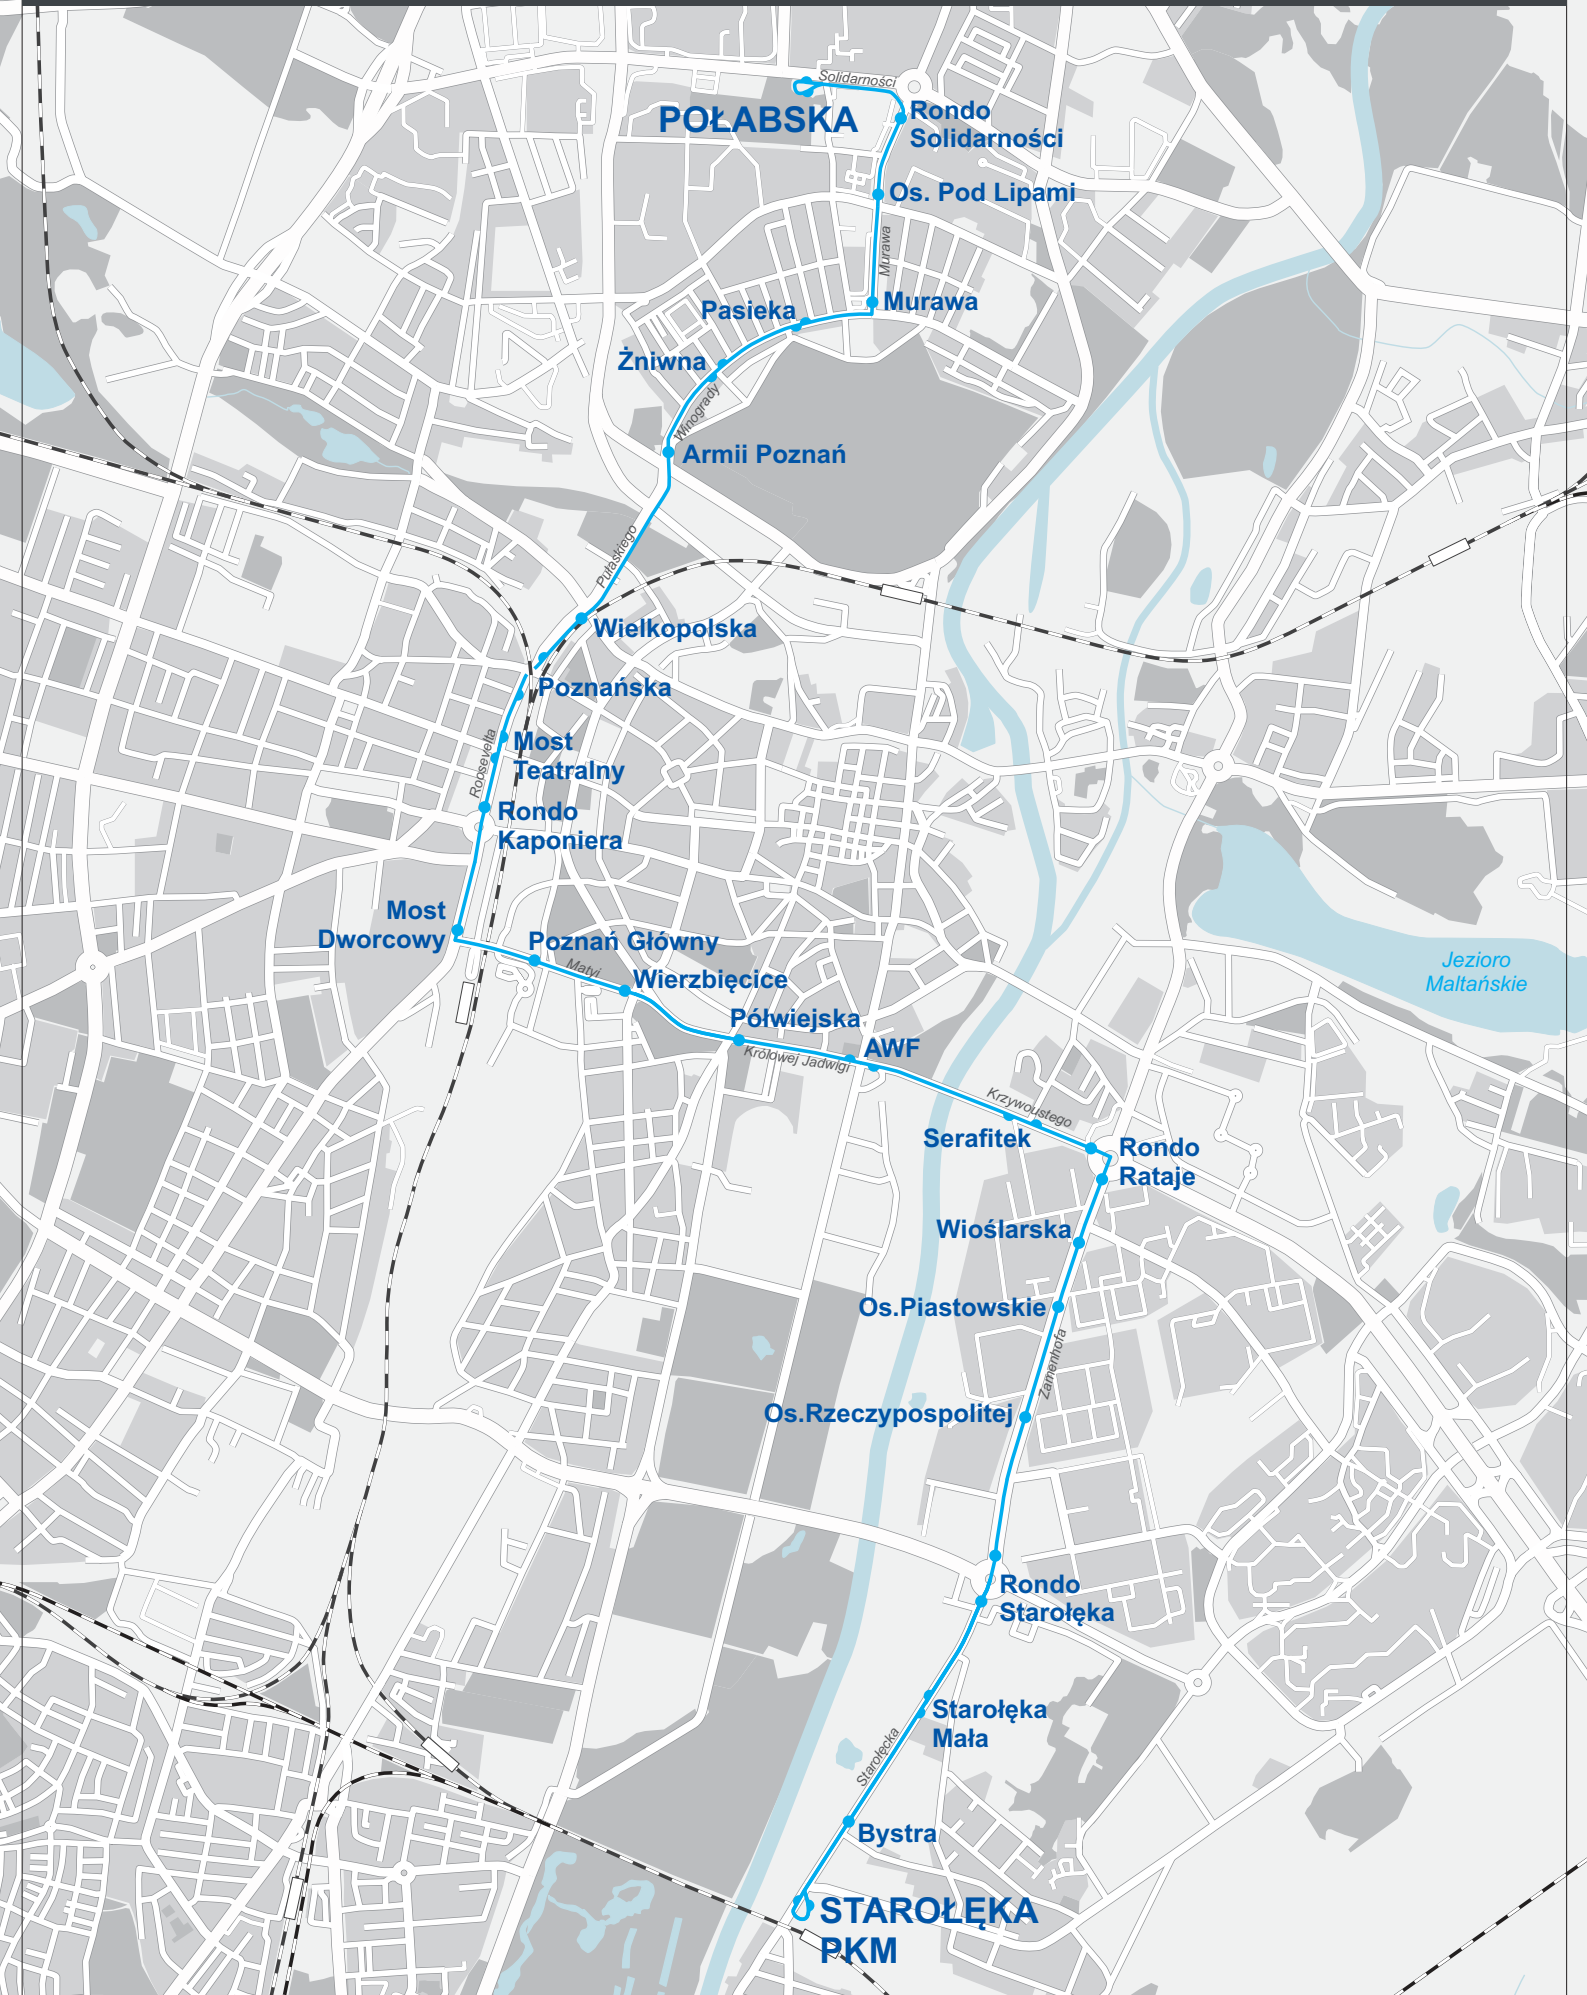 Solidarności
POŁABSKA
Rondo
Solidarności
Os. Pod Lipami
Murawa
Murawa
Pasieka
Żniwna
Winogrady
Armii Poznań
Pułaskiego
Wielkopolska
Poznańska
Roosevelta
Most
Teatralny
Rondo
Kaponiera
Most
Dworcowy
Poznań Główny
Matyi
Wierzbięcice
Półwiejska
Królowej Jadwigi
AWF
Jezioro
Maltańskie
Krzywoustego
Serafitek
Rondo
Rataje
Wioślarska
Os.Piastowskie
Zamenhofa
Os.Rzeczypospolitej
Rondo
Starołęka
Starołęka
Mała
Starołęcka
Bystra
STAROŁĘKA
PKM